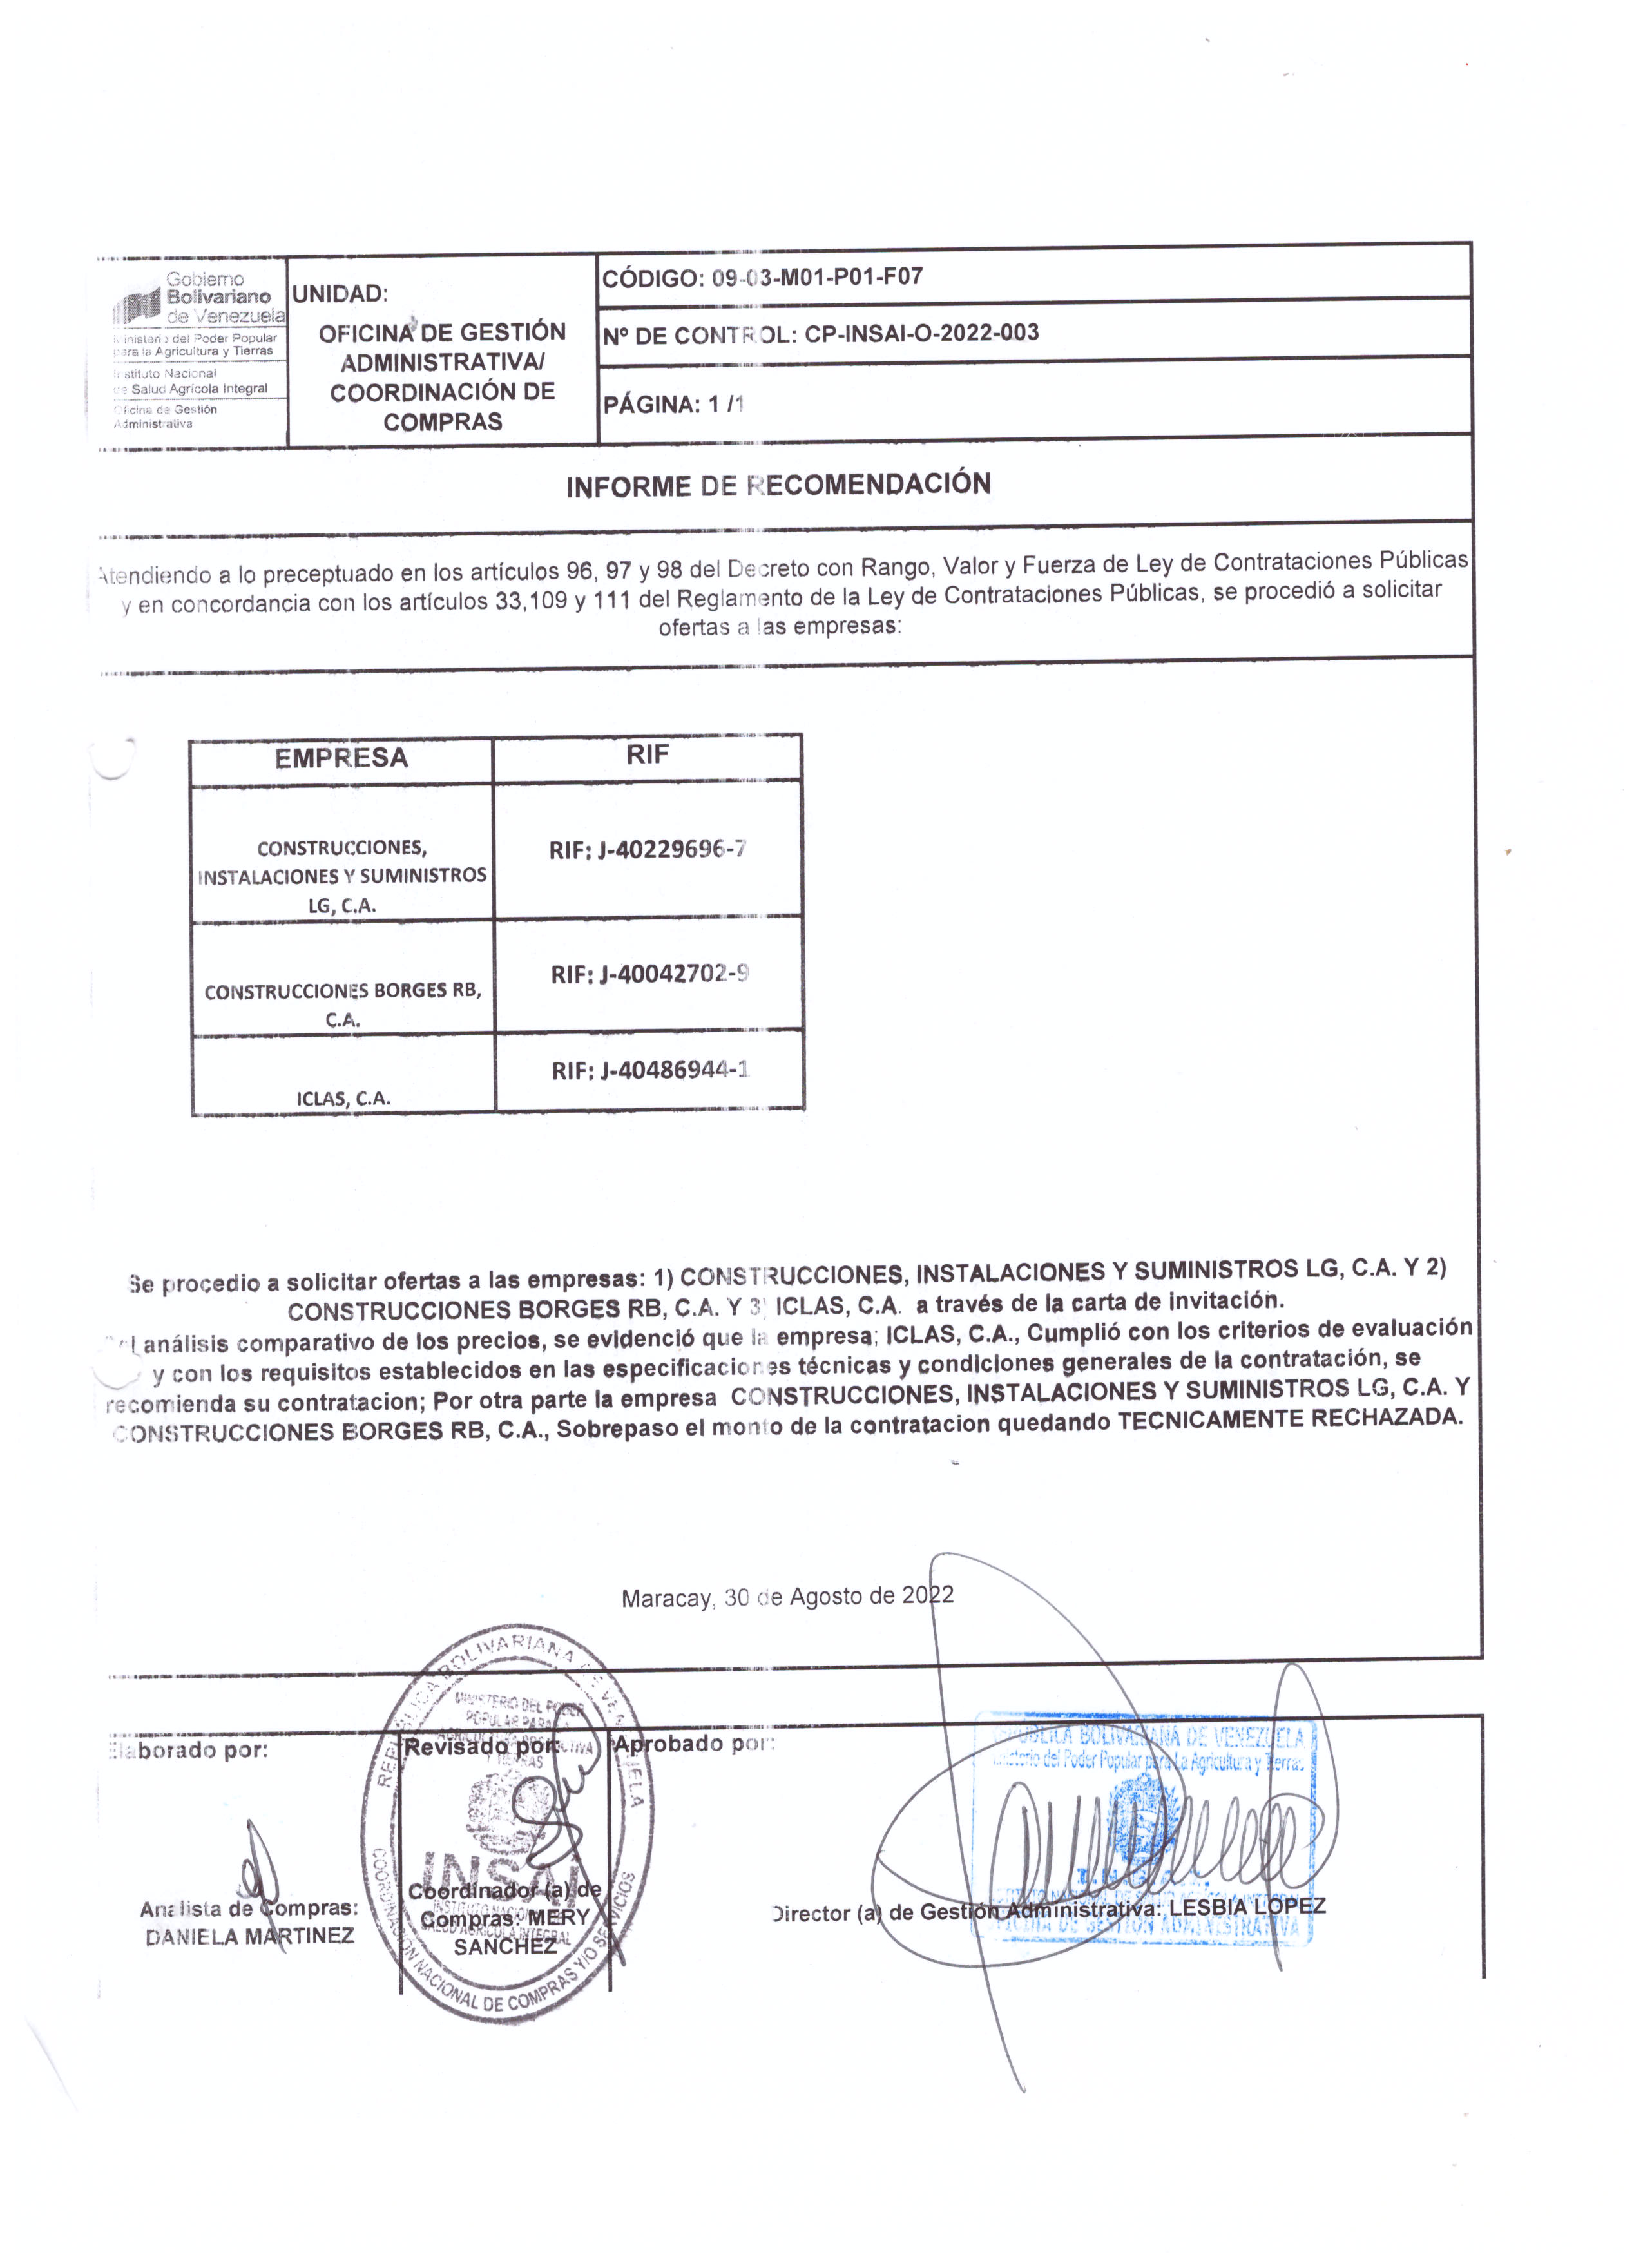 Gobierno
Bolivariano
de Venezuela
Ministerio del Poder Popular
para la Agricultura y Tierras
Instituto Nacional
de Salud Agrícola Integral
Oficina de Gestión
Administrativa
UNIDAD:
OFICINA DE GESTIÓN
ADMINISTRATIVA/
COORDINACIÓN DE
COMPRAS
CÓDIGO: 09-03-M01-P01-F07
Nº DE CONTROL: CP-INSAI-O-2022-003
PÁGINA: 1 /1
INFORME DE RECOMENDACIÓN
Atendiendo a lo preceptuado en los artículos 96, 97 y 98 del Decreto con Rango, Valor y Fuerza de Ley de Contrataciones Públicas
y en concordancia con los artículos 33,109 y 111 del Reglamento de la Ley de Contrataciones Públicas, se procedió a solicitar
ofertas a las empresas:
EMPRESA RIF
CONSTRUCCIONES,
INSTALACIONES Y SUMINISTROS
LG, C.A.
RIF: J-40229696-7
CONSTRUCCIONES BORGES RB,
C.A.
RIF: J-40042702-9
ICLAS, C.A.
RIF: J-40486944-1
Se procedio a solicitar ofertas a las empresas: 1) CONSTRUCCIONES, INSTALACIONES Y SUMINISTROS LG, C.A. Y 2)
CONSTRUCCIONES BORGES RB, C.A. Y 3) ICLAS, C.A. a través de la carta de invitación.
análisis comparativo de los precios, se evidenció que la empresa; ICLAS, C.A., Cumplió con los criterios de evaluación
y con los requisitos establecidos en las especificaciones técnicas y condiciones generales de la contratación, se
recomienda su contratacion; Por otra parte la empresa CONSTRUCCIONES, INSTALACIONES Y SUMINISTROS LG, C.A. Y
CONSTRUCCIONES BORGES RB, C.A., Sobrepaso el monto de la contratacion quedando TECNICAMENTE RECHAZADA.
Maracay, 30 de Agosto de 2022
Elaborado por:
Analista de Compras:
DANIELA MARTINEZ
Revisado por:
Coordinador (a) de
Compras: MERY
SANCHEZ
Aprobado por:
Director (a) de Gestión Administrativa: LESBIA LOPEZ
REPÚBLICA BOLIVARIANA DE VENEZUELA
MINISTERIO DEL PODER
POPULAR PARA LA
INSAI
INSTITUTO NACIONAL
SALUD AGRÍCOLA INTEGRAL
COORDINACIÓN NACIONAL DE COMPRAS Y/O SERVICIOS
REPÚBLICA BOLIVARIANA DE VENEZUELA
Ministerio del Poder Popular para La Agricultura y Tierras
OFICINA DE GESTIÓN ADMINISTRATIVA